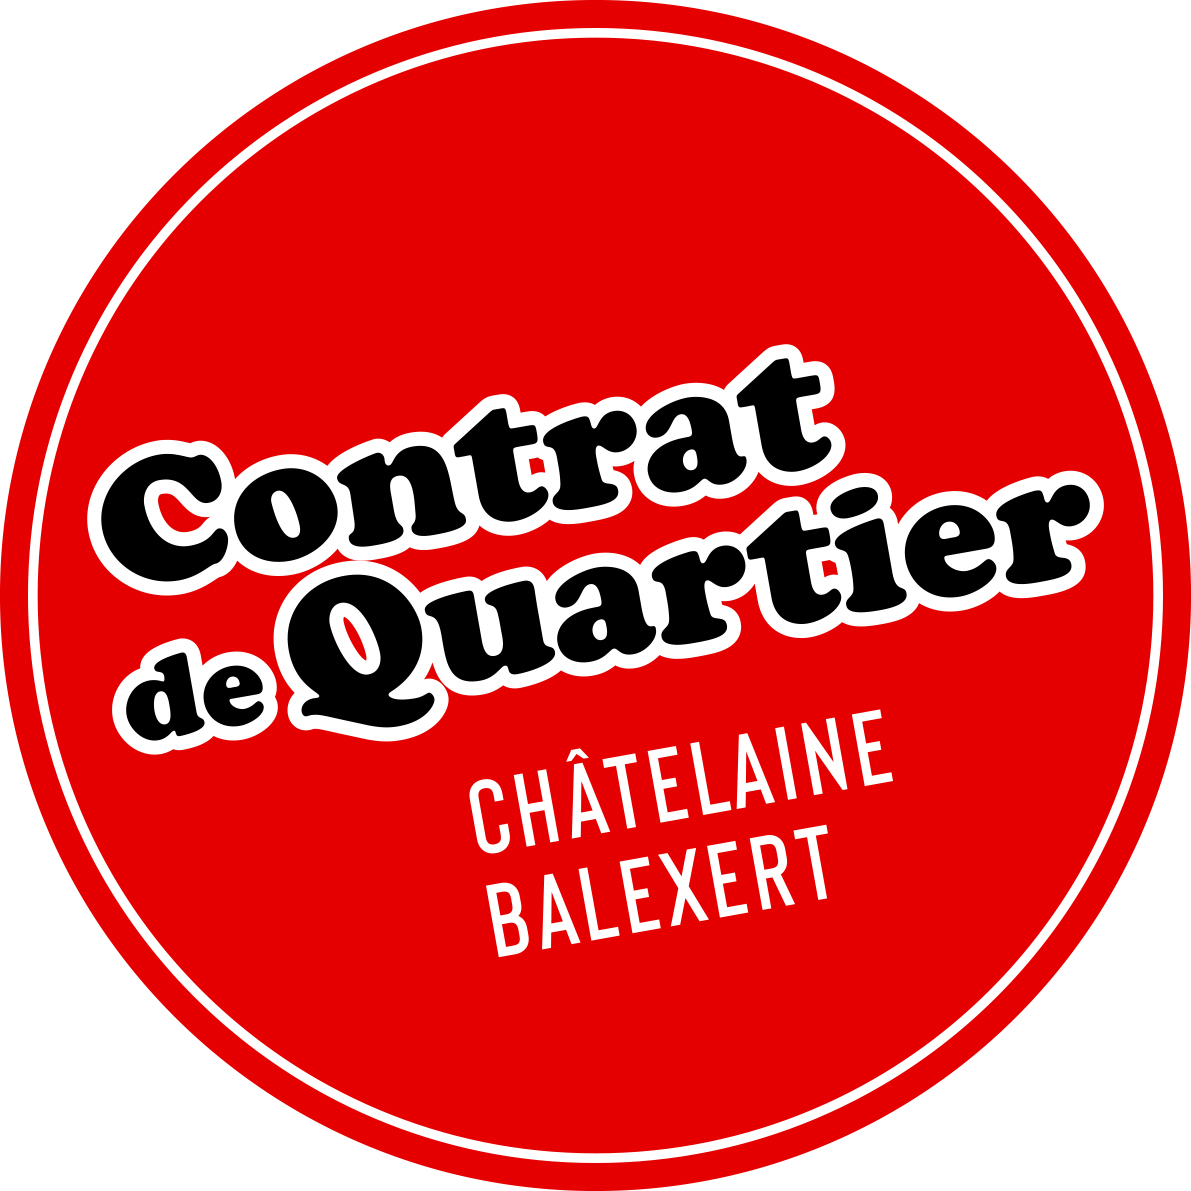 Contrat
de Quartier
CHÂTELAINE
BALEXERT